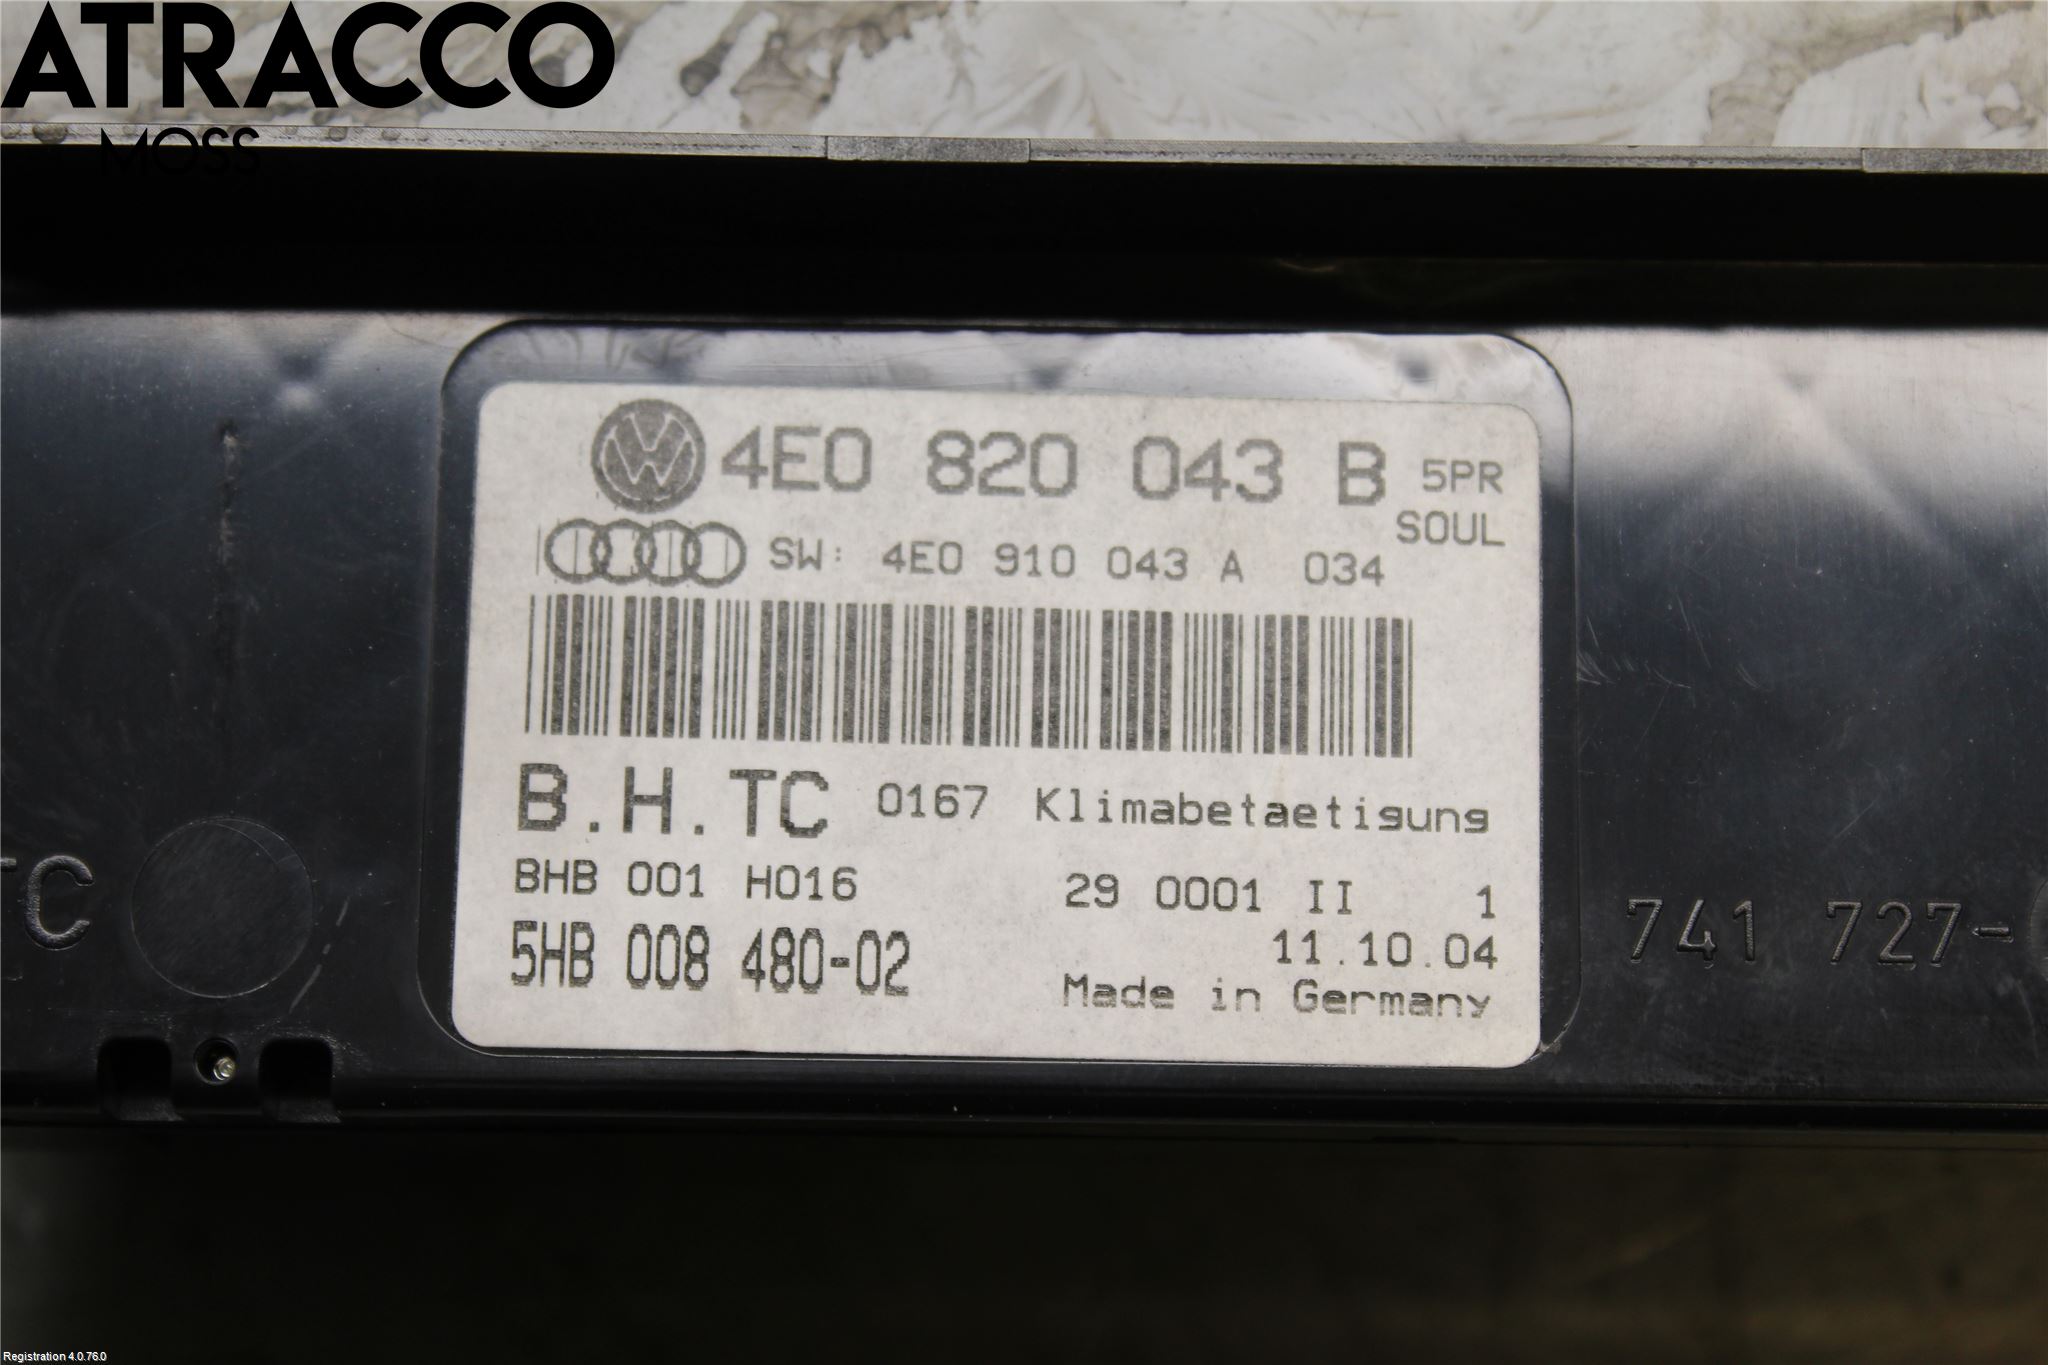 ATRACCO
MOSS
4E0 820 043 B 5PR
SOUL
SW: 4E0 910 043 A 034
B.H.TC 0167 Klimabetaetigung
BHB 001 H016 29 0001 II 1
5HB 008 480-02 11.10.04
Made in Germany
TC
741 727-
Registration 4.0.76.0